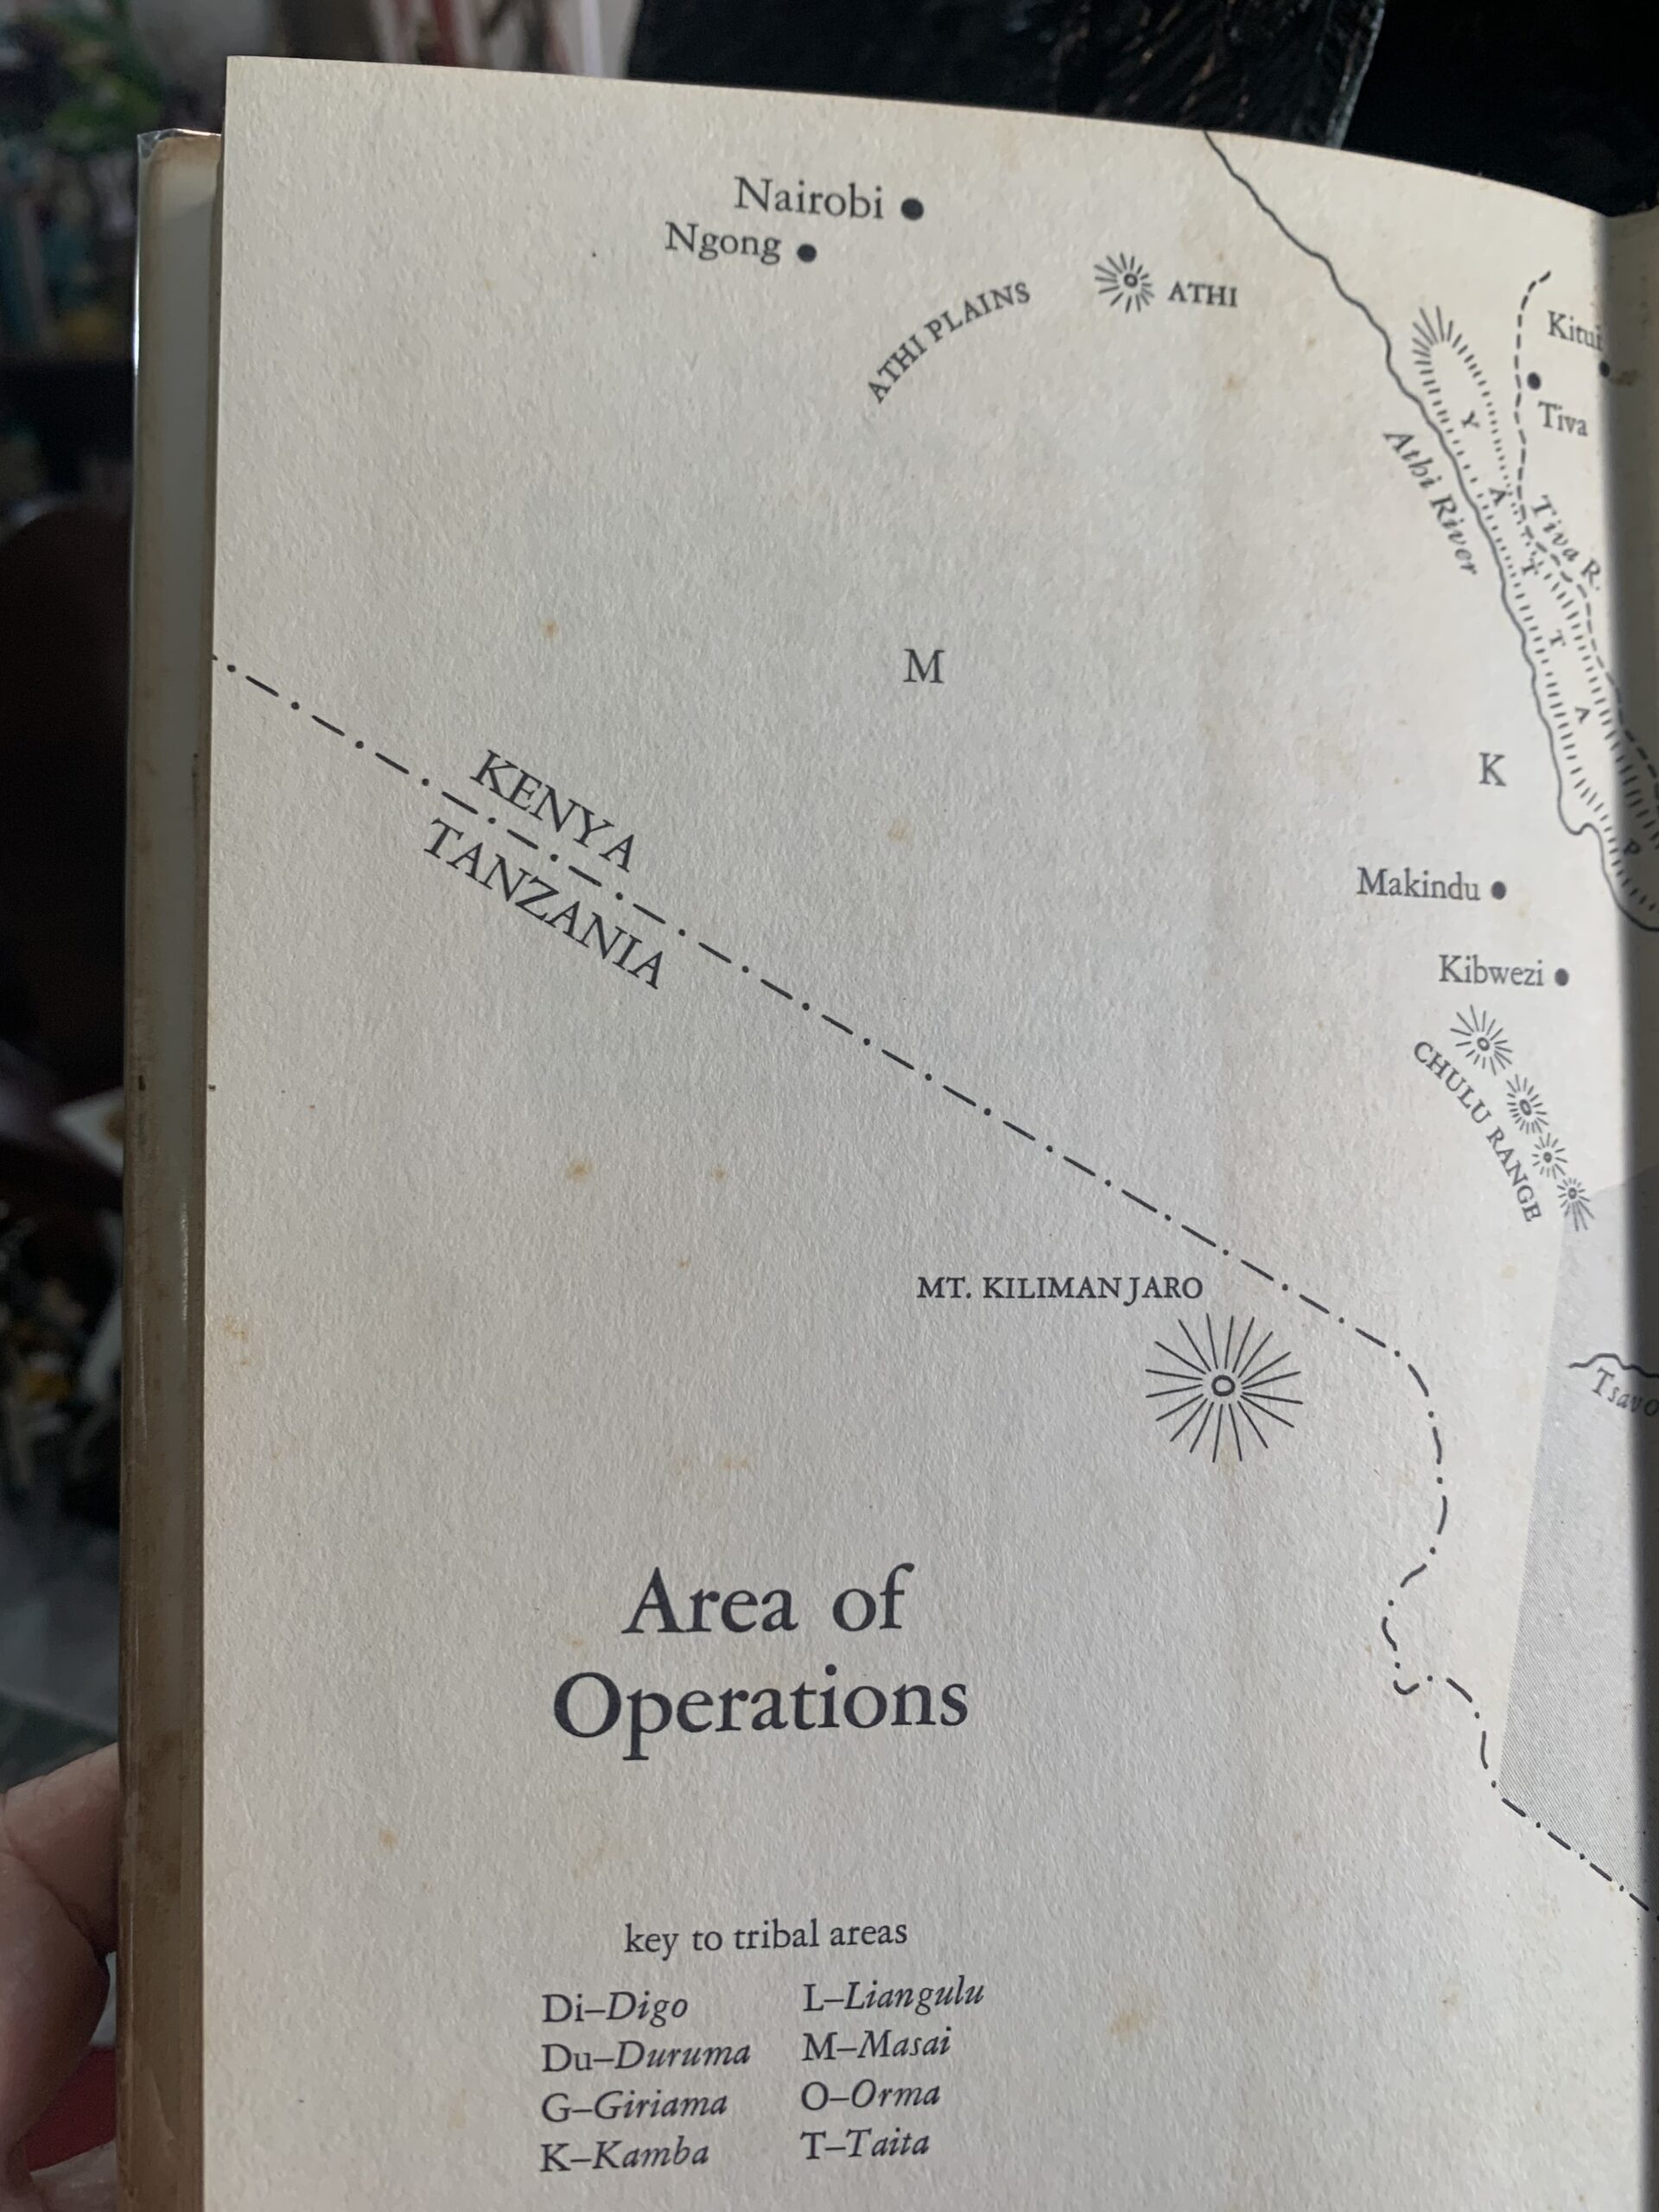 Nairobi
Ngong
ATHI PLAINS
ATHI
Kitui
Tiva
Athi River
Tiva R.
Y A T T A P
M
K
KENYA
TANZANIA
Makindu
Kibwezi
CHULU RANGE
MT. KILIMANJARO
Tsavo
Area of
Operations
key to tribal areas
Di–Digo L–Liangulu
Du–Duruma M–Masai
G–Giriama O–Orma
K–Kamba T–Taita